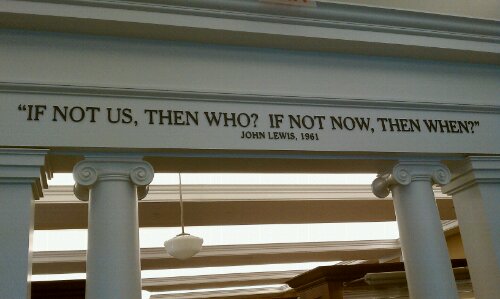 “IF NOT US, THEN WHO? IF NOT NOW, THEN WHEN?”
JOHN LEWIS, 1961